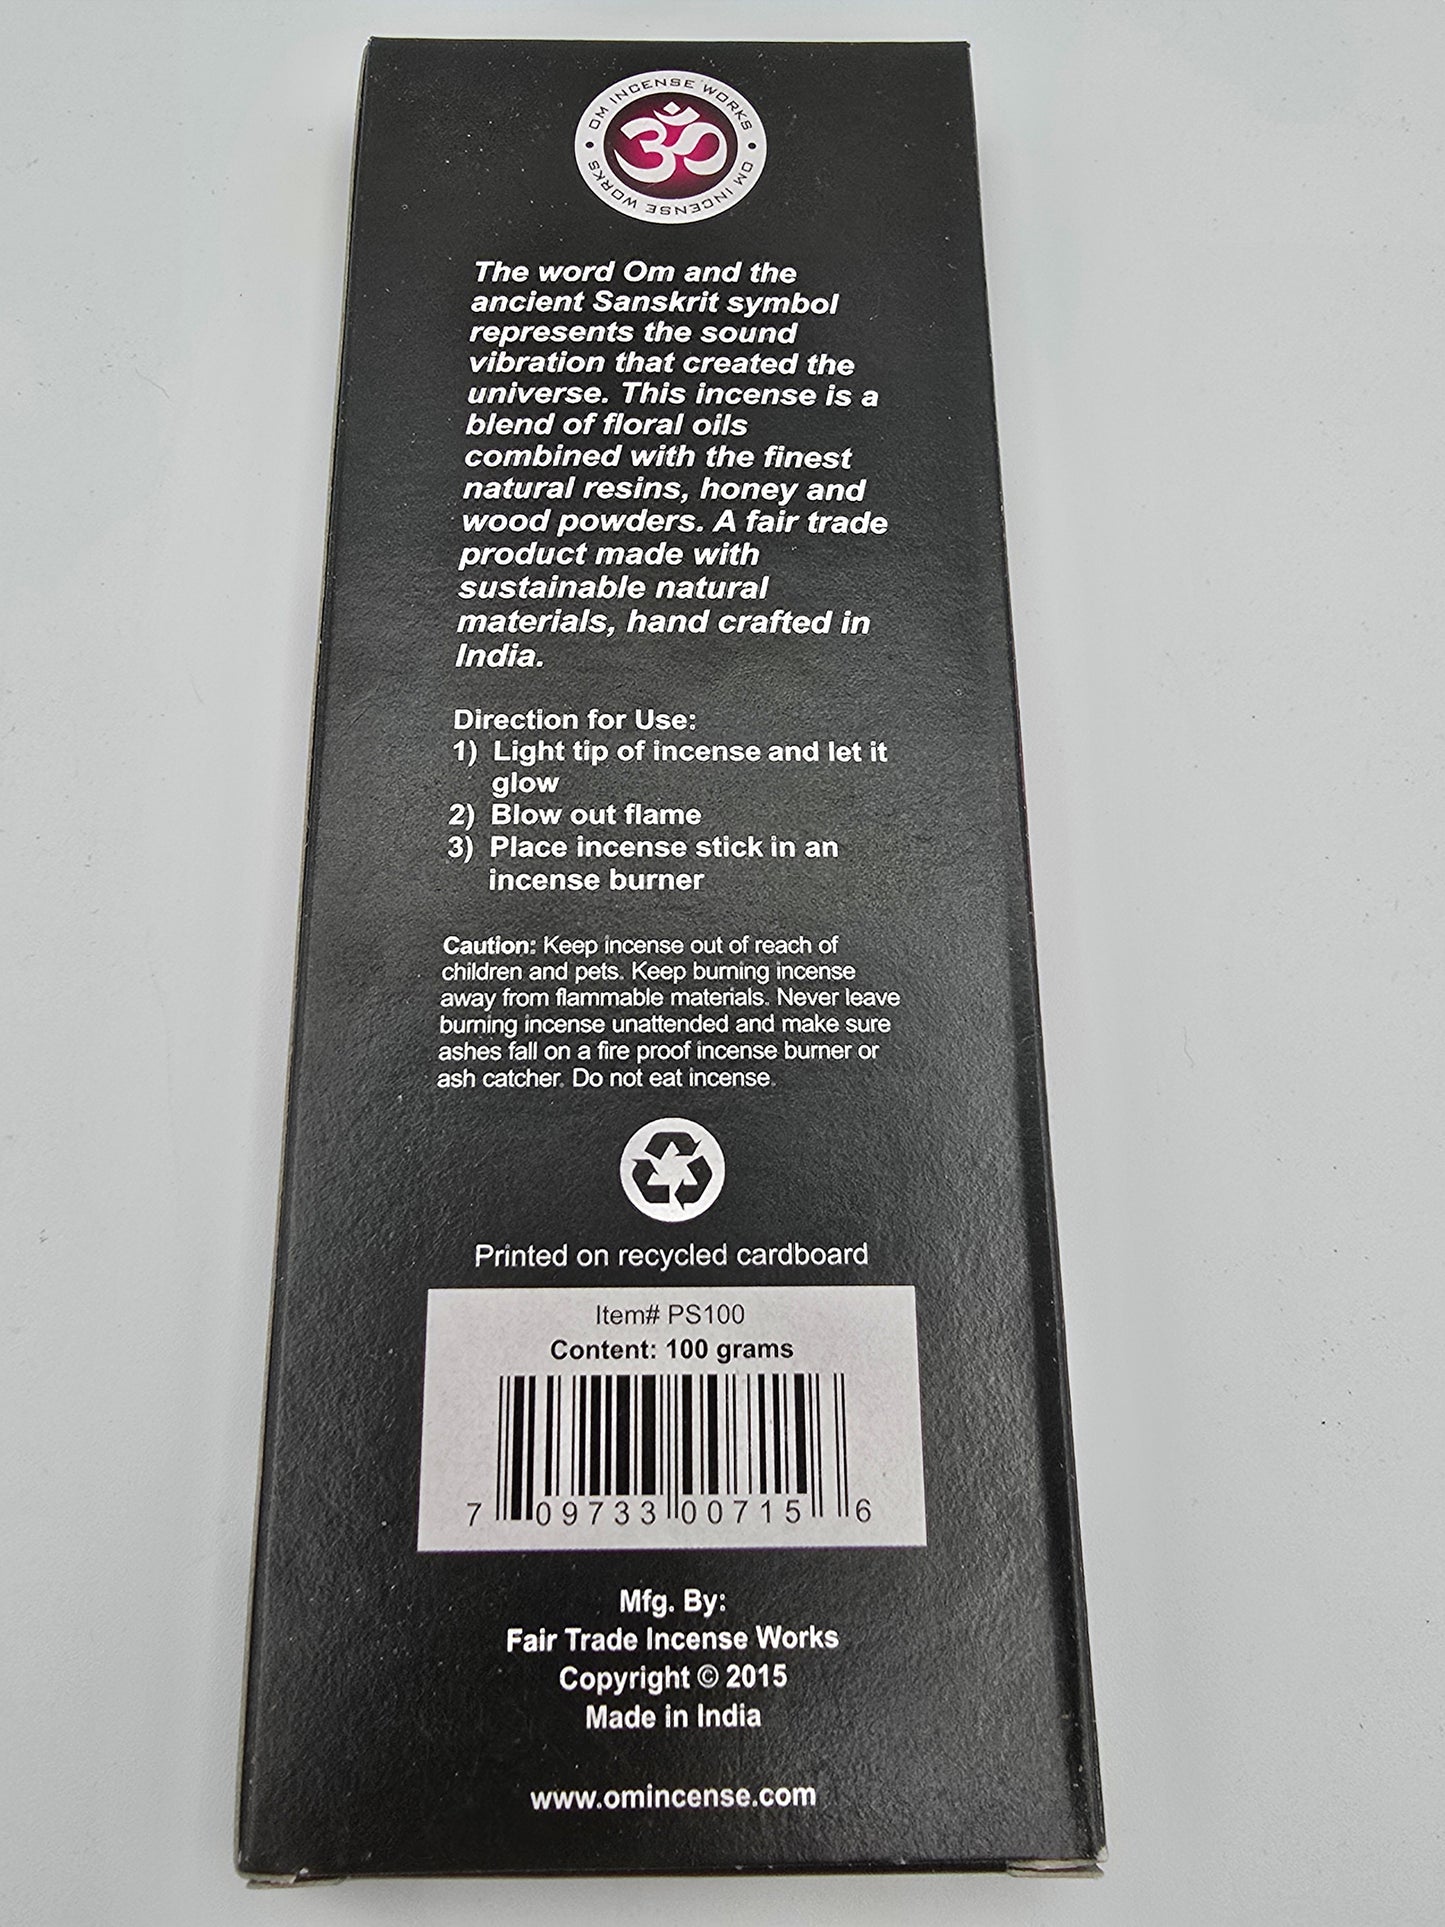 OM INCENSE WORKS • OM INCENSE WORKS •
ॐ
The word Om and the
ancient Sanskrit symbol
represents the sound
vibration that created the
universe. This incense is a
blend of floral oils
combined with the finest
natural resins, honey and
wood powders. A fair trade
product made with
sustainable natural
materials, hand crafted in
India.
Direction for Use:
1) Light tip of incense and let it
glow
2) Blow out flame
3) Place incense stick in an
incense burner
Caution: Keep incense out of reach of
children and pets. Keep burning incense
away from flammable materials. Never leave
burning incense unattended and make sure
ashes fall on a fire proof incense burner or
ash catcher. Do not eat incense.
Printed on recycled cardboard
Item# PS100
Content: 100 grams
7 09733 00715 6
Mfg. By:
Fair Trade Incense Works
Copyright © 2015
Made in India
www.omincense.com